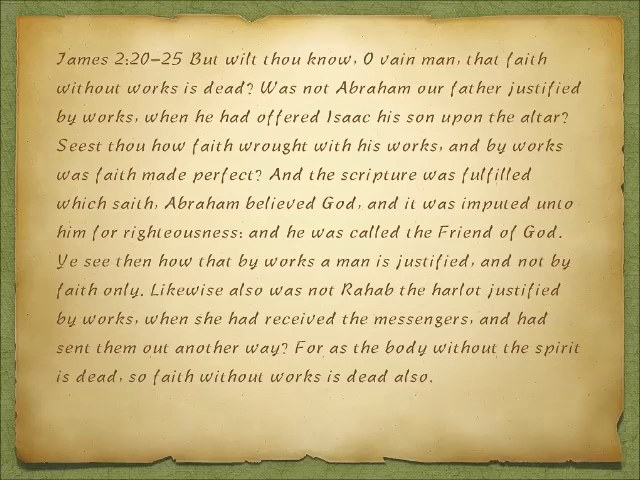 James 2:20-25 But wilt thou know, O vain man, that faith
without works is dead? Was not Abraham our father justified
by works, when he had offered Isaac his son upon the altar?
Seest thou how faith wrought with his works, and by works
was faith made perfect? And the scripture was fulfilled
which saith, Abraham believed God, and it was imputed unto
him for righteousness: and he was called the Friend of God.
Ye see then how that by works a man is justified, and not by
faith only. Likewise also was not Rahab the harlot justified
by works, when she had received the messengers, and had
sent them out another way? For as the body without the spirit
is dead, so faith without works is dead also.